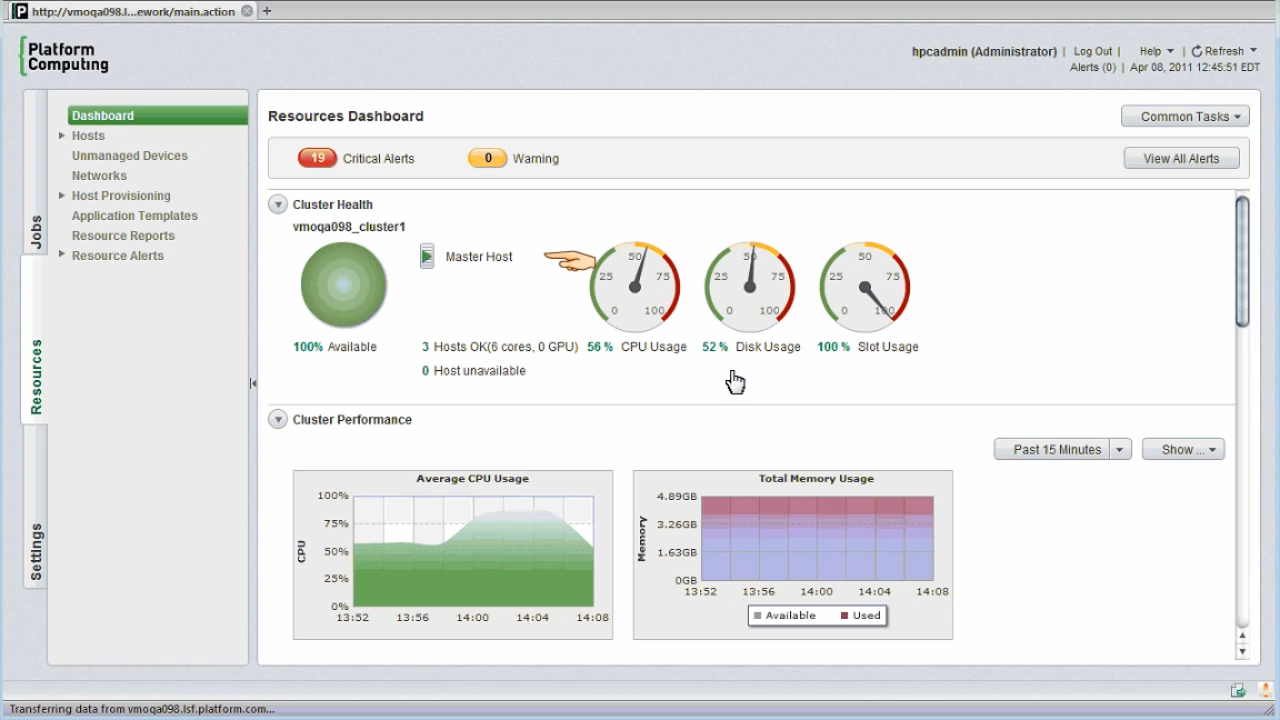 http://vmoqa098.l...ework/main.action
Platform
Computing
hpcadmin (Administrator) | Log Out | Help | Refresh
Alerts (0) | Apr 08, 2011 12:45:51 EDT
Jobs
Resources
Settings
Dashboard
Hosts
Unmanaged Devices
Networks
Host Provisioning
Application Templates
Resource Reports
Resource Alerts
Resources Dashboard
Common Tasks
19 Critical Alerts 0 Warning View All Alerts
Cluster Health
vmoqa098_cluster1
Master Host
0 25 50 75 100
0 25 50 75 100
0 25 50 75 100
100% Available
3 Hosts OK(6 cores, 0 GPU) 56 % CPU Usage 52 % Disk Usage 100 % Slot Usage
0 Host unavailable
Cluster Performance
Past 15 Minutes Show ...
Average CPU Usage
CPU
100%
75%
50%
25%
0%
13:52 13:56 14:00 14:04 14:08
Total Memory Usage
Memory
4.89GB
3.26GB
1.63GB
0GB
13:52 13:56 14:00 14:04 14:08
Available Used
Transferring data from vmoqa098.lsf.platform.com...